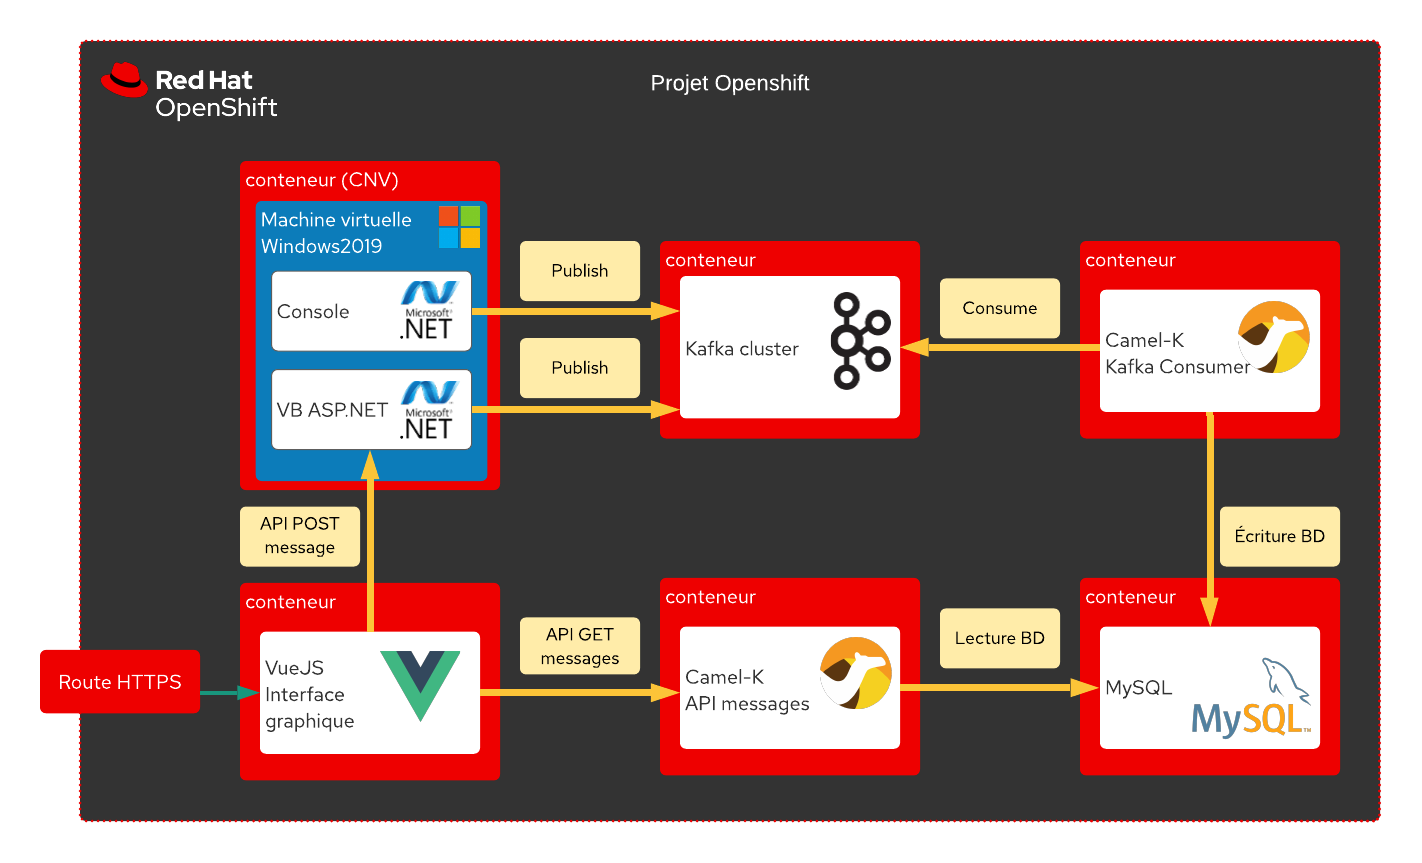 Red Hat
OpenShift
Projet Openshift
conteneur (CNV)
Machine virtuelle
Windows2019
Console
Microsoft®
.NET
VB ASP.NET
Microsoft®
.NET
Publish
Publish
conteneur
Kafka cluster
Consume
conteneur
Camel-K
Kafka Consumer
API POST
message
Écriture BD
Route HTTPS
conteneur
VueJS
Interface
graphique
API GET
messages
conteneur
Camel-K
API messages
Lecture BD
conteneur
MySQL
MySQL™